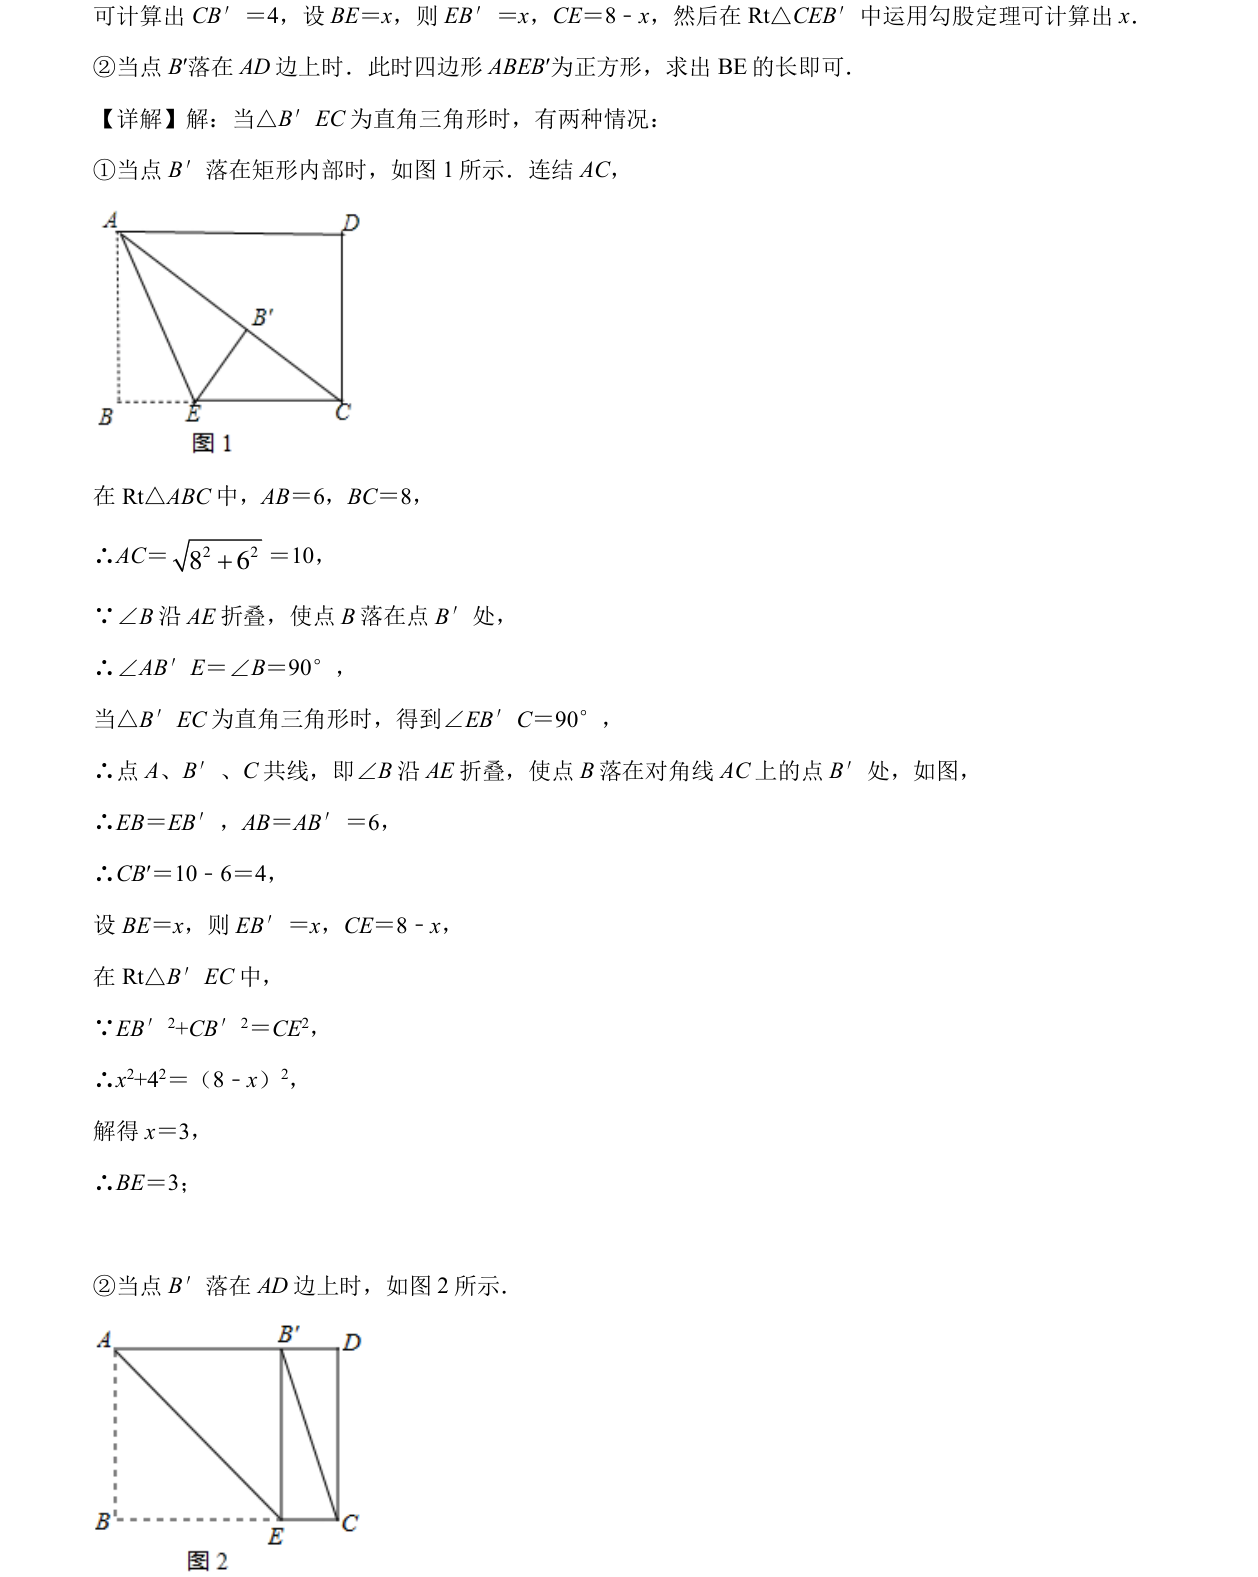 可计算出 CB′ =4，设 BE=x，则 EB′ =x，CE=8﹣x，然后在 Rt△CEB′ 中运用勾股定理可计算出 x．
②当点 B′落在 AD 边上时．此时四边形 ABEB′为正方形，求出 BE 的长即可．
【详解】解：当△B′ EC 为直角三角形时，有两种情况：
①当点 B′ 落在矩形内部时，如图 1 所示．连结 AC，
A
D
B′
B
E
C
图 1
在 Rt△ABC 中，AB=6，BC=8，
∴AC=√(8²+6²) =10，
∵∠B 沿 AE 折叠，使点 B 落在点 B′ 处，
∴∠AB′ E=∠B=90°，
当△B′ EC 为直角三角形时，得到∠EB′ C=90°，
∴点 A、B′ 、C 共线，即∠B 沿 AE 折叠，使点 B 落在对角线 AC 上的点 B′ 处，如图，
∴EB=EB′ ，AB=AB′ =6，
∴CB′=10﹣6=4，
设 BE=x，则 EB′ =x，CE=8﹣x，
在 Rt△B′ EC 中，
∵EB′ ²+CB′ ²=CE²，
∴x²+4²=（8﹣x）²，
解得 x=3，
∴BE=3；
②当点 B′ 落在 AD 边上时，如图 2 所示．
A
B′
D
B
E
C
图 2